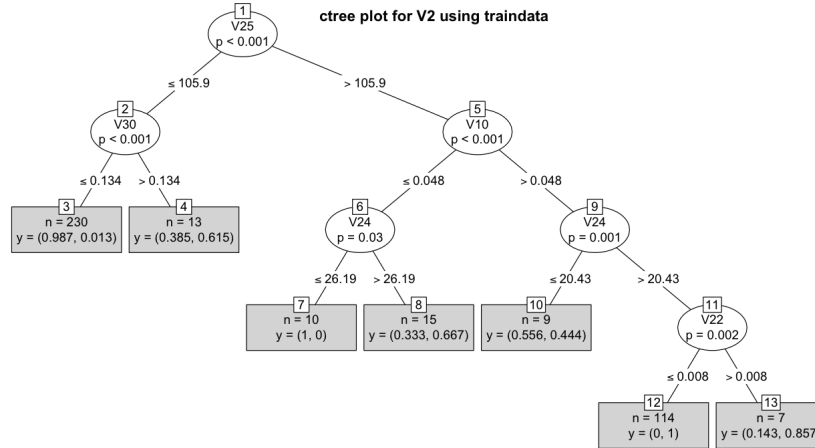 ctree plot for V2 using traindata
1
V25
p < 0.001
≤ 105.9
> 105.9
2
V30
p < 0.001
5
V10
p < 0.001
≤ 0.134
> 0.134
≤ 0.048
> 0.048
3
n = 230
y = (0.987, 0.013)
4
n = 13
y = (0.385, 0.615)
6
V24
p = 0.03
9
V24
p = 0.001
≤ 26.19
> 26.19
≤ 20.43
> 20.43
7
n = 10
y = (1, 0)
8
n = 15
y = (0.333, 0.667)
10
n = 9
y = (0.556, 0.444)
11
V22
p = 0.002
≤ 0.008
> 0.008
12
n = 114
y = (0, 1)
13
n = 7
y = (0.143, 0.857